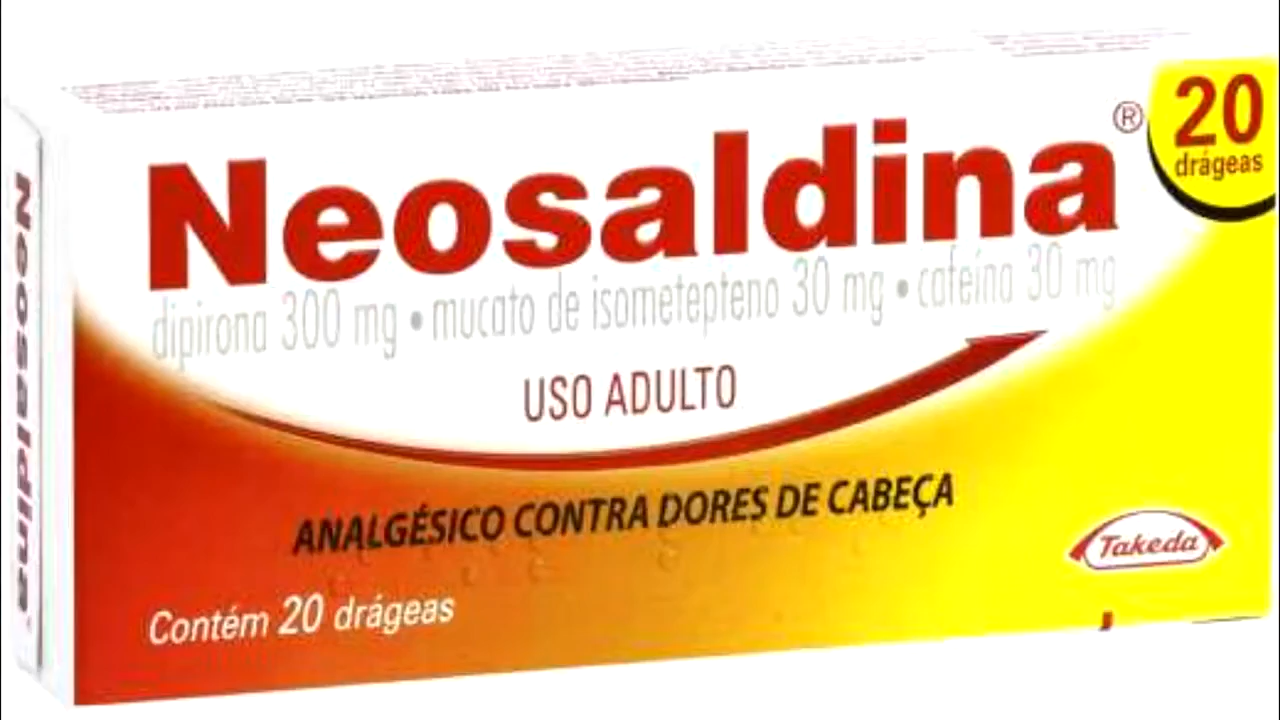 Neosaldina®
dipirona 300 mg • mucato de isometepteno 30 mg • cafeína 30 mg
USO ADULTO
ANALGÉSICO CONTRA DORES DE CABEÇA
Contém 20 drágeas
20
drágeas
Takeda
Neosaldina